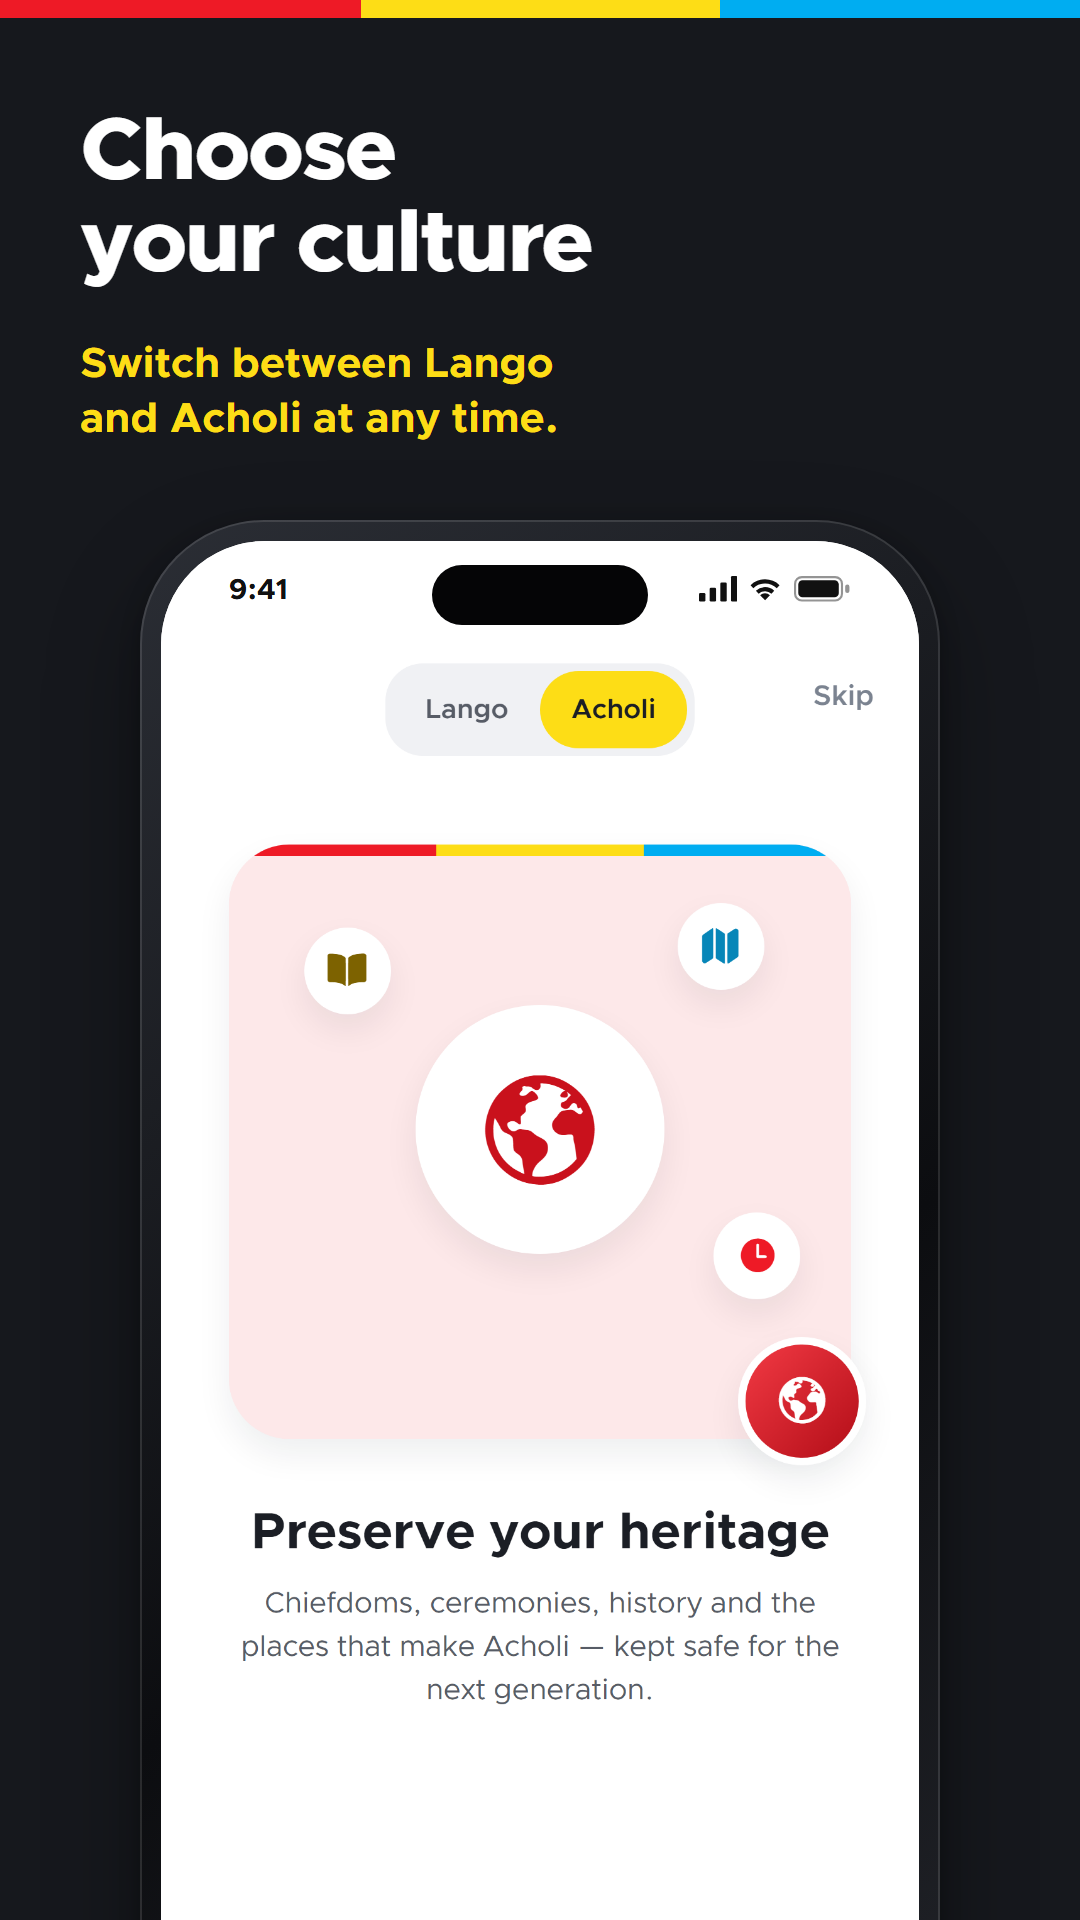 Choose
your culture
Switch between Lango
and Acholi at any time.
9:41
Lango
Acholi
Skip
Preserve your heritage
Chiefdoms, ceremonies, history and the
places that make Acholi — kept safe for the
next generation.